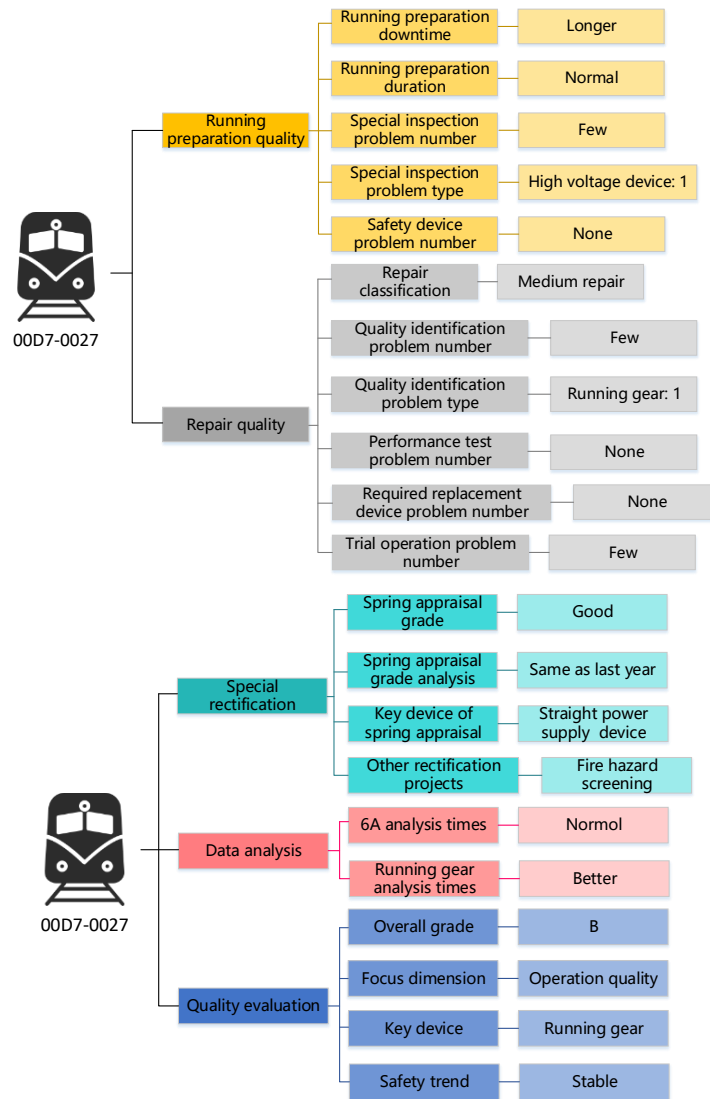 Running preparation
downtime
Longer
Running preparation
duration
Normal
Running
preparation quality
Special inspection
problem number
Few
Special inspection
problem type
High voltage device: 1
Safety device
problem number
None
00D7-0027
Repair
classification
Medium repair
Quality identification
problem number
Few
Quality identification
problem type
Running gear: 1
Repair quality
Performance test
problem number
None
Required replacement
device problem number
None
Trial operation problem
number
Few
Spring appraisal
grade
Good
Special
rectification
Spring appraisal
grade analysis
Same as last year
Key device of
spring appraisal
Straight power
supply device
Other rectification
projects
Fire hazard
screening
00D7-0027
Data analysis
6A analysis times
Normol
Running gear
analysis times
Better
Quality evaluation
Overall grade
B
Focus dimension
Operation quality
Key device
Running gear
Safety trend
Stable